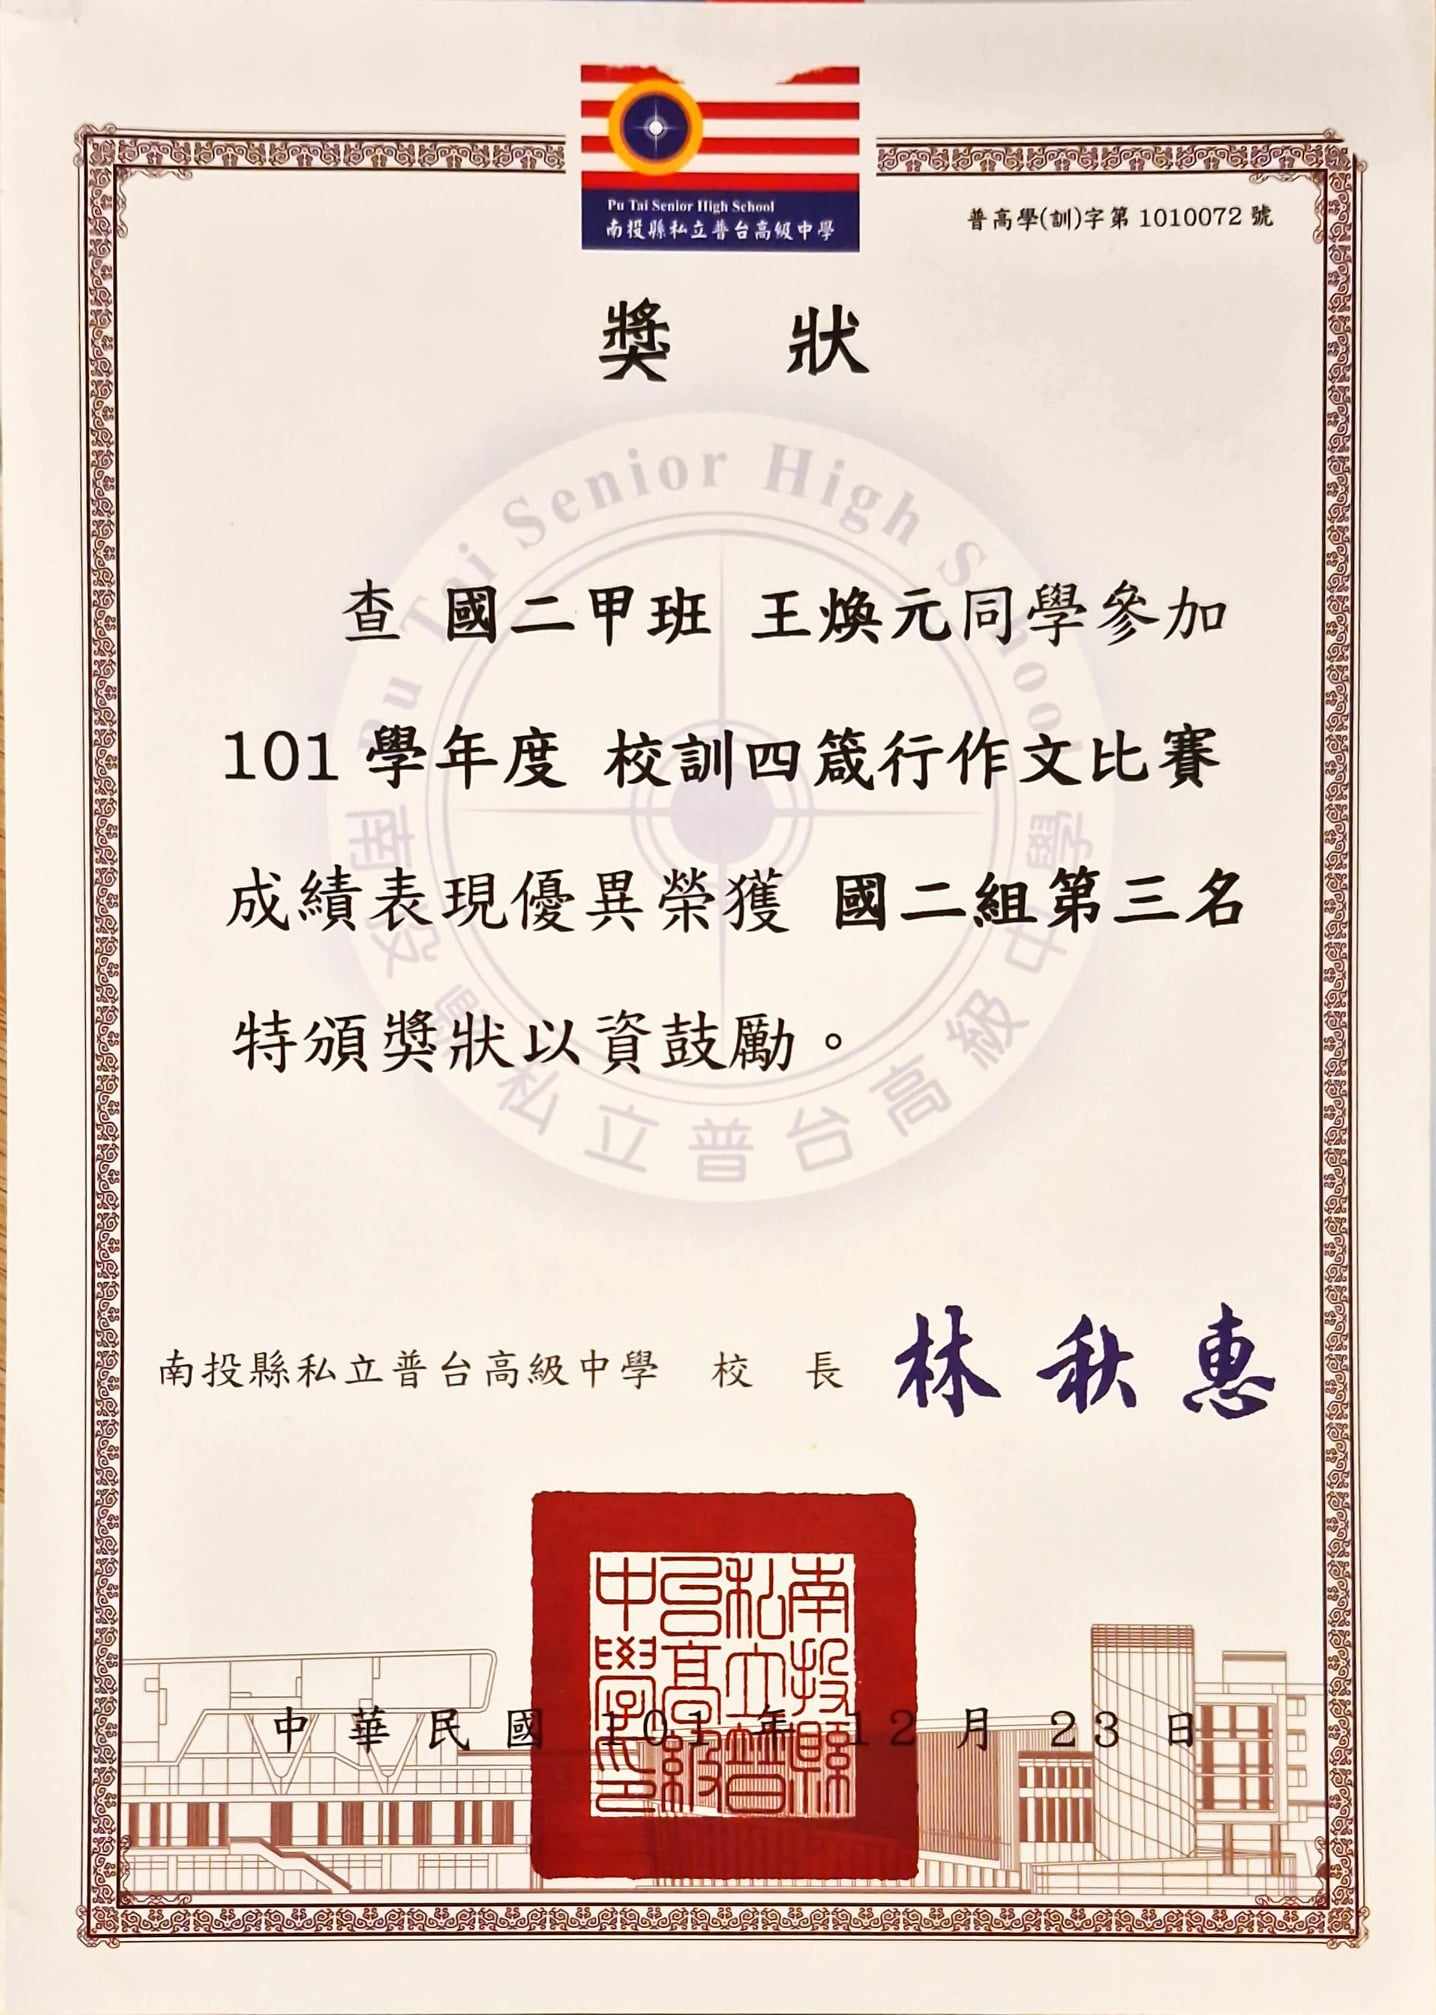 Pu Tai Senior High School
南投縣私立普台高級中學
普高學(訓)字第 1010072 號
獎 狀
Pu Tai Senior High School
查 國二甲班 王煥元同學參加
101 學年度 校訓四箴行作文比賽
成績表現優異榮獲 國二組第三名
特頒獎狀以資鼓勵。
南投縣私立普台高級中學
南投縣私立普台高級中學 校 長 林秋惠
南投縣
私立普
台高級
中學印
中 華 民 國 101 年 12 月 23 日